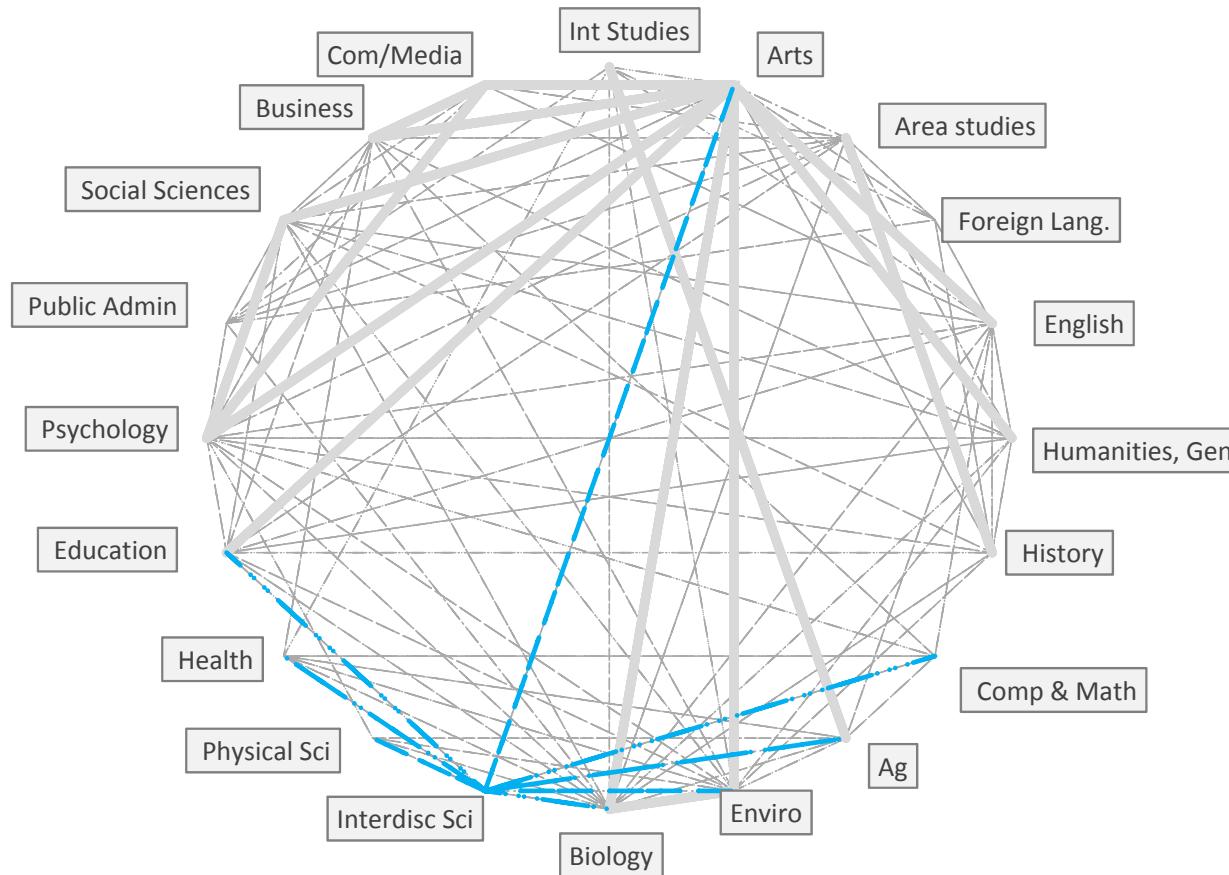 Int Studies
Com/Media
Arts
Business
Area studies
Social Sciences
Foreign Lang.
Public Admin
English
Psychology
Humanities, Gen
Education
History
Health
Comp & Math
Physical Sci
Ag
Interdisc Sci
Enviro
Biology